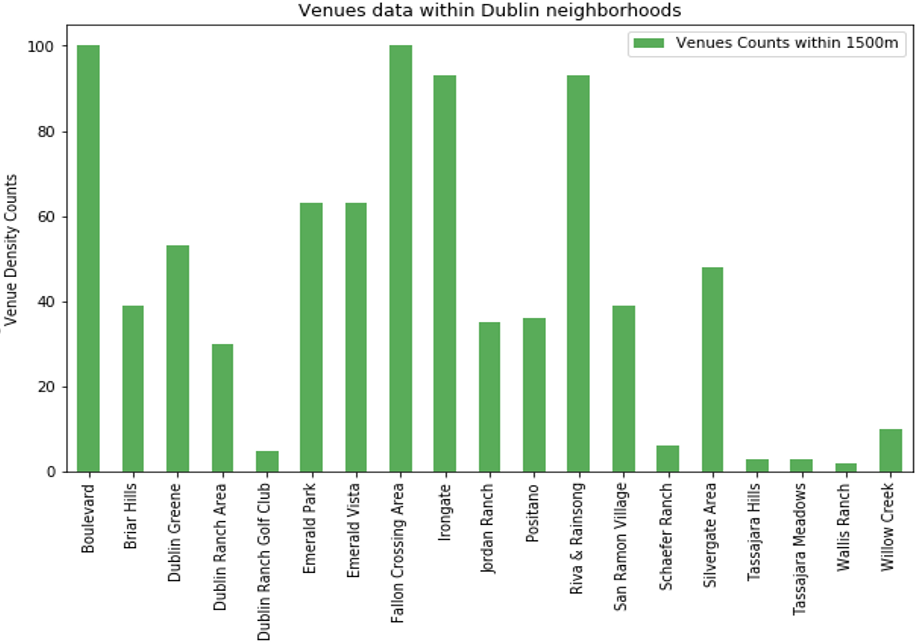 Venues data within Dublin neighborhoods
Venues Counts within 1500m
Venue Density Counts
100
80
60
40
20
0
Boulevard
Briar Hills
Dublin Greene
Dublin Ranch Area
Dublin Ranch Golf Club
Emerald Park
Emerald Vista
Fallon Crossing Area
Irongate
Jordan Ranch
Positano
Riva & Rainsong
San Ramon Village
Schaefer Ranch
Silvergate Area
Tassajara Hills
Tassajara Meadows
Wallis Ranch
Willow Creek